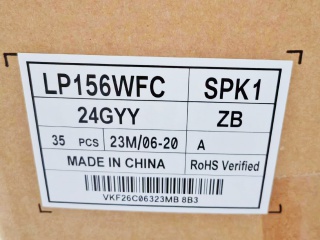 LP156WFC SPK1
24GYY ZB
35 PCS 23M/06-20 A
MADE IN CHINA RoHS Verified
VKF26C06323MB 8B3